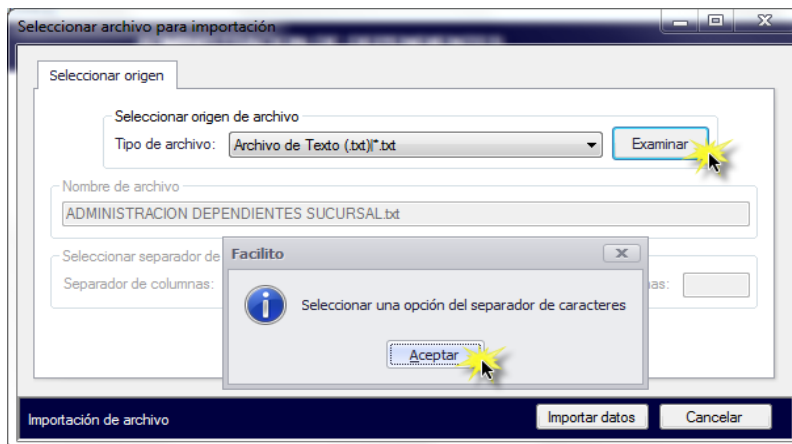 Seleccionar archivo para importación
Seleccionar origen
Seleccionar origen de archivo
Tipo de archivo: Archivo de Texto (.txt)|*.txt Examinar
Nombre de archivo
ADMINISTRACION DEPENDIENTES SUCURSAL.txt
Seleccionar separador de
Facilito
Separador de columnas:
Seleccionar una opción del separador de caracteres
Aceptar
Importación de archivo Importar datos Cancelar